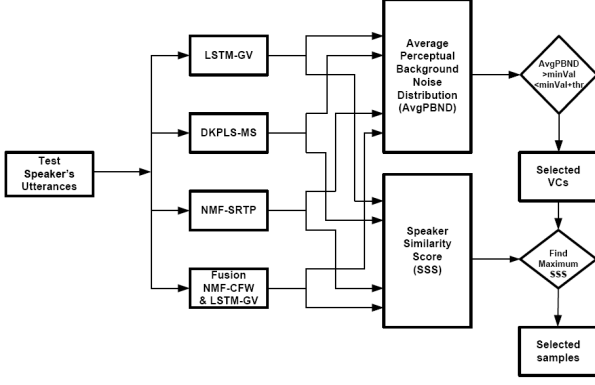 Test
Speaker's
Utterances
LSTM-GV
DKPLS-MS
NMF-SRTP
Fusion
NMF-CFW
& LSTM-GV
Average
Perceptual
Background
Noise
Distribution
(AvgPBND)
Speaker
Similarity
Score
(SSS)
AvgPBND
>minVal
<minVal+thr
Selected
VCs
Find
Maximum
SSS
Selected
samples